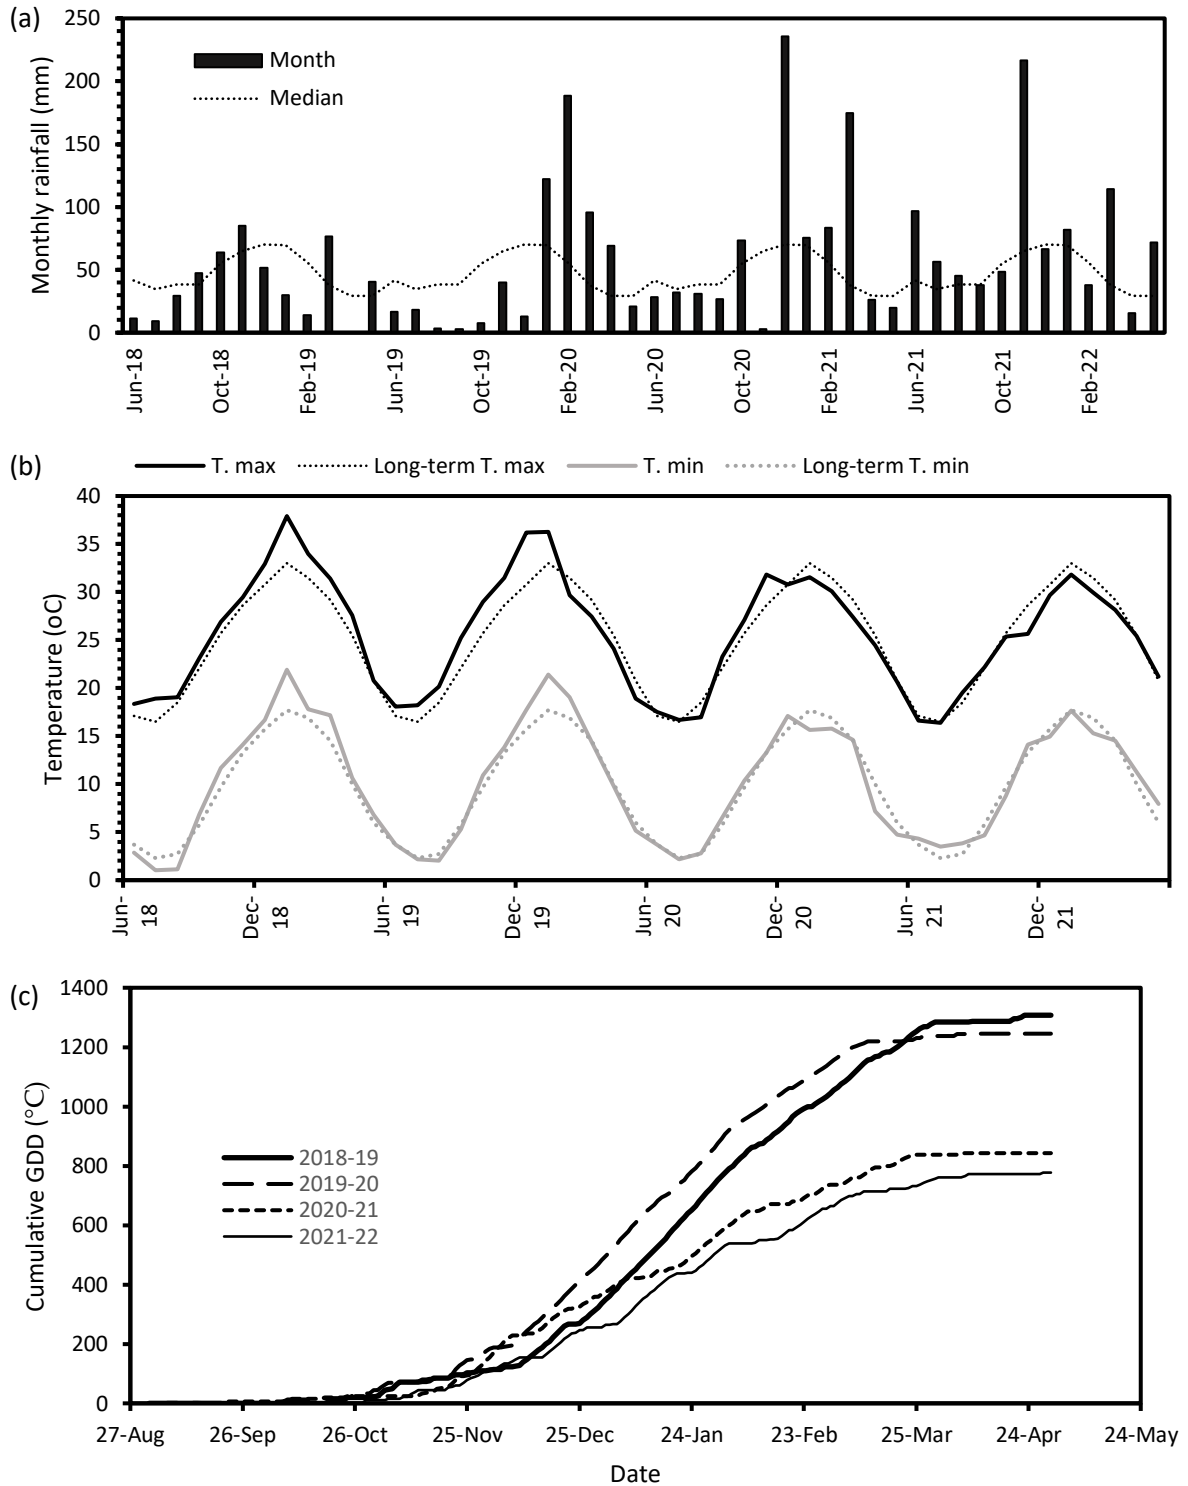 (a)
Monthly rainfall (mm)
250
200
150
100
50
0
Month
Median
Jun-18
Oct-18
Feb-19
Jun-19
Oct-19
Feb-20
Jun-20
Oct-20
Feb-21
Jun-21
Oct-21
Feb-22
(b)
T. max
Long-term T. max
T. min
Long-term T. min
Temperature (oC)
40
35
30
25
20
15
10
5
0
Jun-
18
Dec-
18
Jun-
19
Dec-
19
Jun-
20
Dec-
20
Jun-
21
Dec-
21
(c)
Cumulative GDD (°C)
1400
1200
1000
800
600
400
200
0
2018-19
2019-20
2020-21
2021-22
27-Aug
26-Sep
26-Oct
25-Nov
25-Dec
24-Jan
23-Feb
25-Mar
24-Apr
24-May
Date